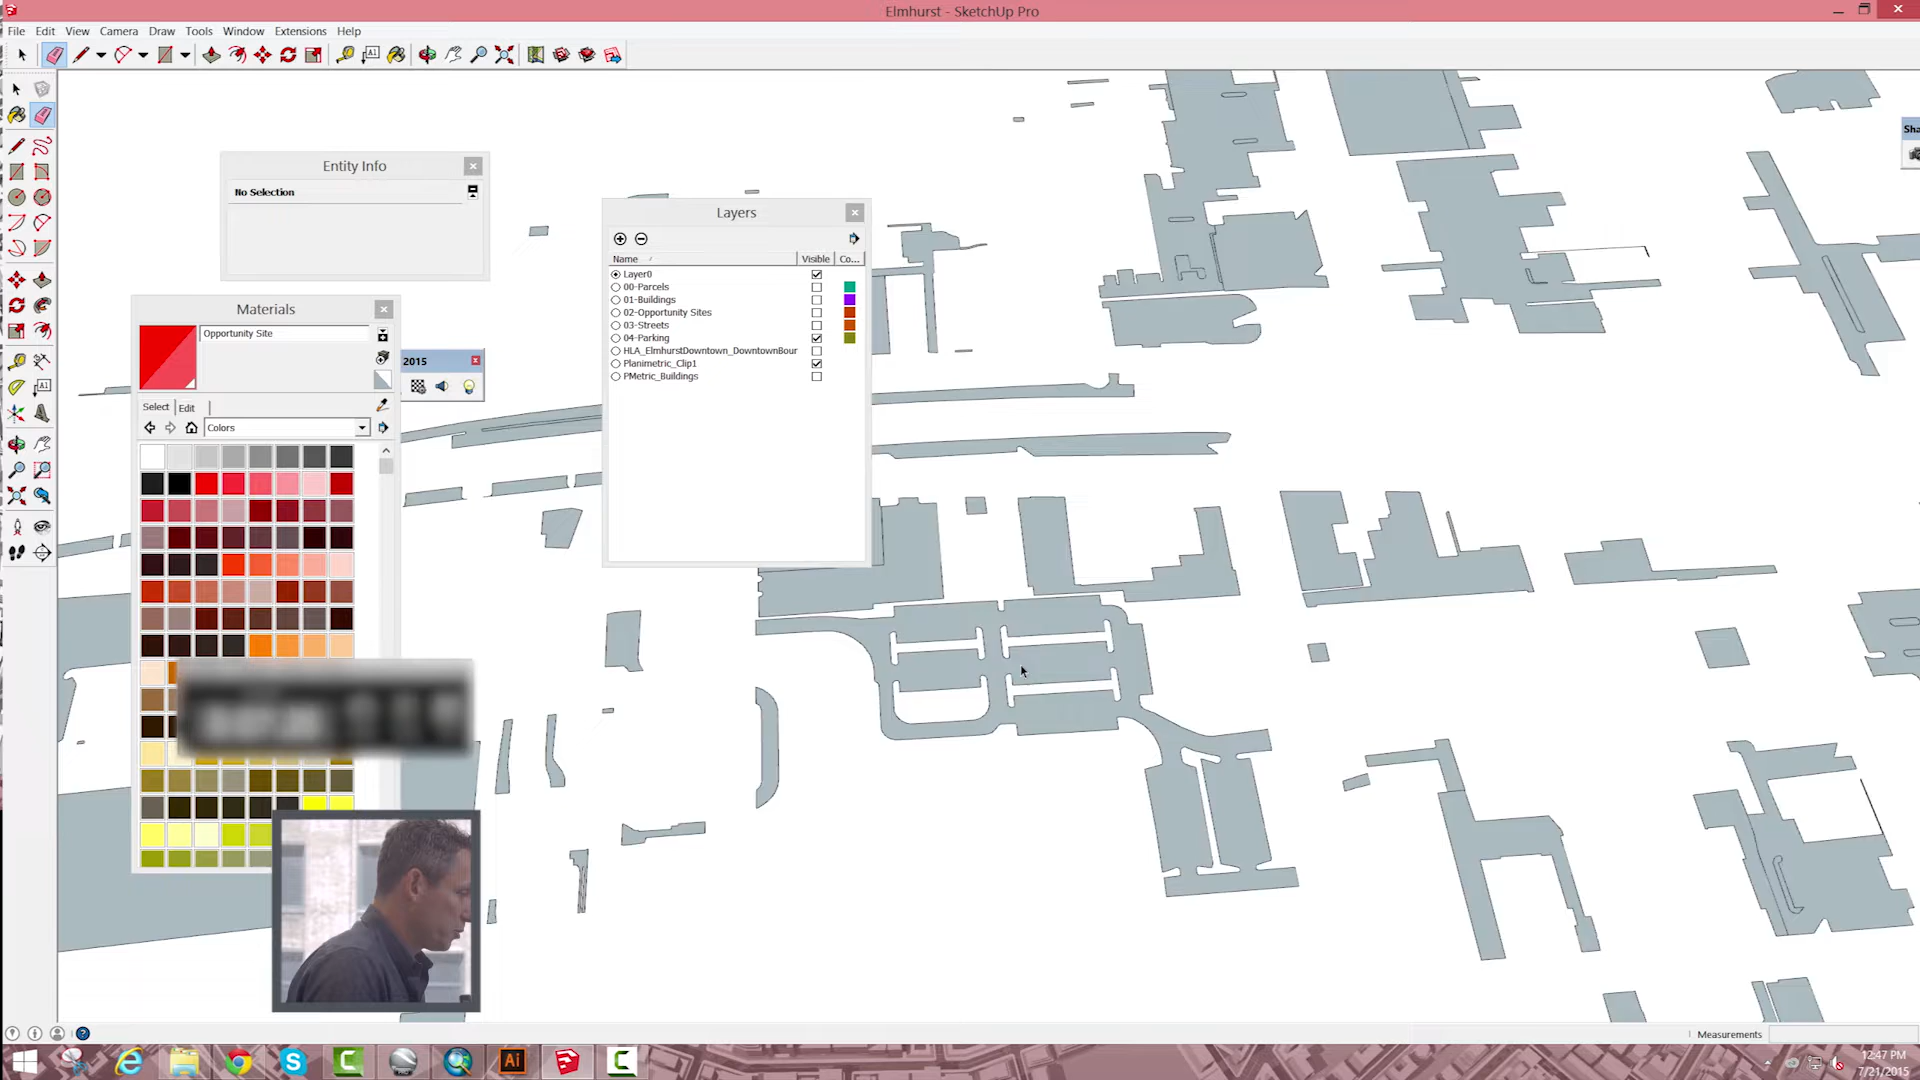 Elmhurst - SketchUp Pro
File Edit View Camera Draw Tools Window Extensions Help
Sha
Entity Info
No Selection
Layers
Name Visible Co...
Layer0
00-Parcels
01-Buildings
02-Opportunity Sites
03-Streets
04-Parking
HLA_ElmhurstDowntown_DowntownBour
Planimetric_Clip1
PMetric_Buildings
Materials
Opportunity Site
2015
Select Edit
Colors
Measurements
Ai
12:47 PM
7/21/2015